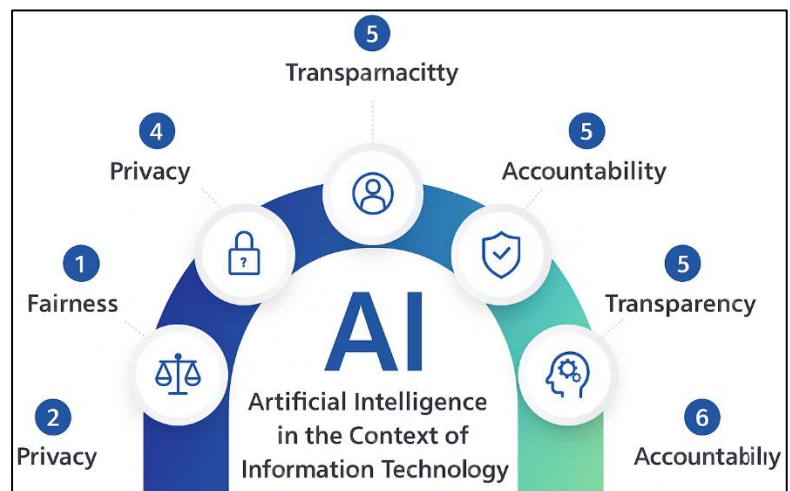 5
Transparnacitty
4
Privacy
5
Accountability
1
Fairness
5
Transparency
?
AI
Artificial Intelligence
in the Context of
Information Technology
2
Privacy
6
Accountabilıy